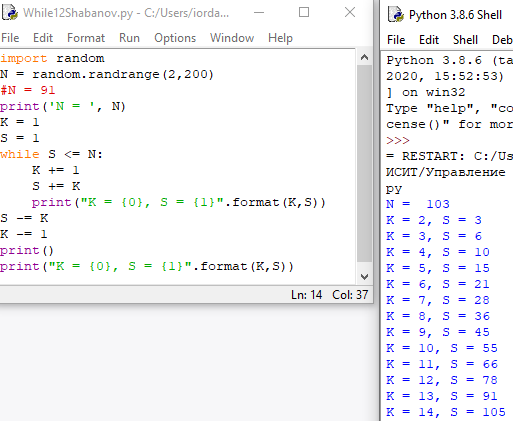 While12Shabanov.py - C:/Users/iorda...
File Edit Format Run Options Window Help
import random
N = random.randrange(2,200)
#N = 91
print('N = ', N)
K = 1
S = 1
while S <= N:
    K += 1
    S += K
    print("K = {0}, S = {1}".format(K,S))
S -= K
K -= 1
print()
print("K = {0}, S = {1}".format(K,S))
Ln: 14 Col: 37
Python 3.8.6 Shell
File Edit Shell Deb
Python 3.8.6 (ta
2020, 15:52:53)
] on win32
Type "help", "co
cense()" for mor
>>>
= RESTART: C:/Us
ИСИТ/Управление
py
N =  103
K = 2, S = 3
K = 3, S = 6
K = 4, S = 10
K = 5, S = 15
K = 6, S = 21
K = 7, S = 28
K = 8, S = 36
K = 9, S = 45
K = 10, S = 55
K = 11, S = 66
K = 12, S = 78
K = 13, S = 91
K = 14, S = 105